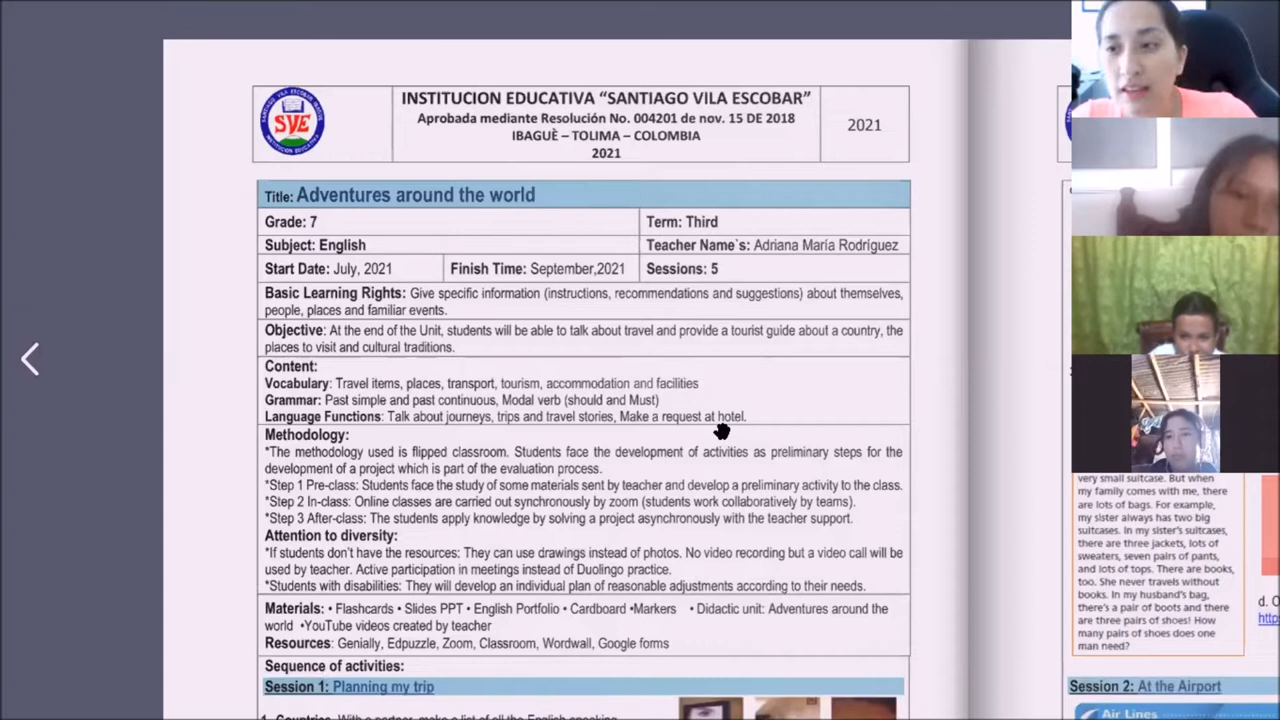 SVE
INSTITUCION EDUCATIVA “SANTIAGO VILA ESCOBAR”
Aprobada mediante Resolución No. 004201 de nov. 15 DE 2018
IBAGUÈ – TOLIMA – COLOMBIA
2021
2021
Title: Adventures around the world
Grade: 7
Term: Third
Subject: English
Teacher Name`s: Adriana María Rodríguez
Start Date: July, 2021
Finish Time: September,2021
Sessions: 5
Basic Learning Rights: Give specific information (instructions, recommendations and suggestions) about themselves,
people, places and familiar events.
Objective: At the end of the Unit, students will be able to talk about travel and provide a tourist guide about a country, the
places to visit and cultural traditions.
Content:
Vocabulary: Travel items, places, transport, tourism, accommodation and facilities
Grammar: Past simple and past continuous, Modal verb (should and Must)
Language Functions: Talk about journeys, trips and travel stories, Make a request at hotel.
Methodology:
*The methodology used is flipped classroom. Students face the development of activities as preliminary steps for the
development of a project which is part of the evaluation process.
*Step 1 Pre-class: Students face the study of some materials sent by teacher and develop a preliminary activity to the class.
*Step 2 In-class: Online classes are carried out synchronously by zoom (students work collaboratively by teams).
*Step 3 After-class: The students apply knowledge by solving a project asynchronously with the teacher support.
Attention to diversity:
*If students don’t have the resources: They can use drawings instead of photos. No video recording but a video call will be
used by teacher. Active participation in meetings instead of Duolingo practice.
*Students with disabilities: They will develop an individual plan of reasonable adjustments according to their needs.
Materials: • Flashcards • Slides PPT • English Portfolio • Cardboard •Markers • Didactic unit: Adventures around the
world •YouTube videos created by teacher
Resources: Genially, Edpuzzle, Zoom, Classroom, Wordwall, Google forms
Sequence of activities:
Session 1: Planning my trip
1. Countries. With a partner, make a list of all the English speaking
very small suitcase. But when
my family comes with me, there
are lots of bags. For example,
my sister always has two big
suitcases. In my sister’s suitcases,
there are three jackets, lots of
sweaters, seven pairs of pants,
and lots of tops. There are books,
too. She never travels without
books. In my husband’s bag,
there’s a pair of boots and there
are three pairs of shoes! How
many pairs of shoes does one
man need?
d.
http
Session 2: At the Airport
Air Lines